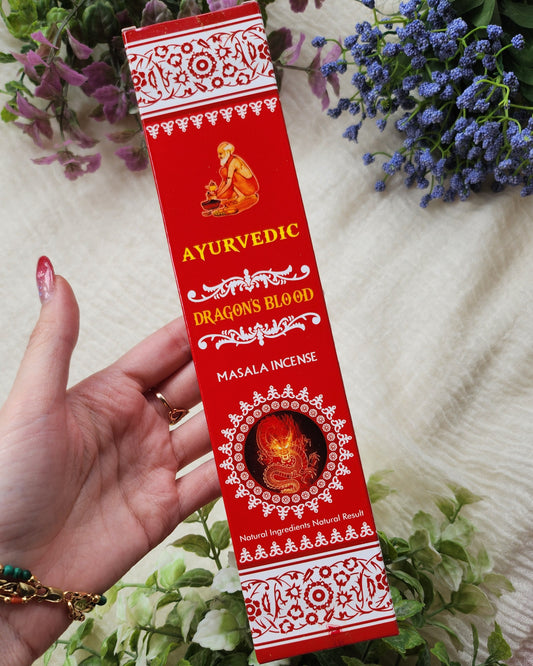 AYURVEDIC
DRAGON'S BLOOD
MASALA INCENSE
Natural Ingredients Natural Result